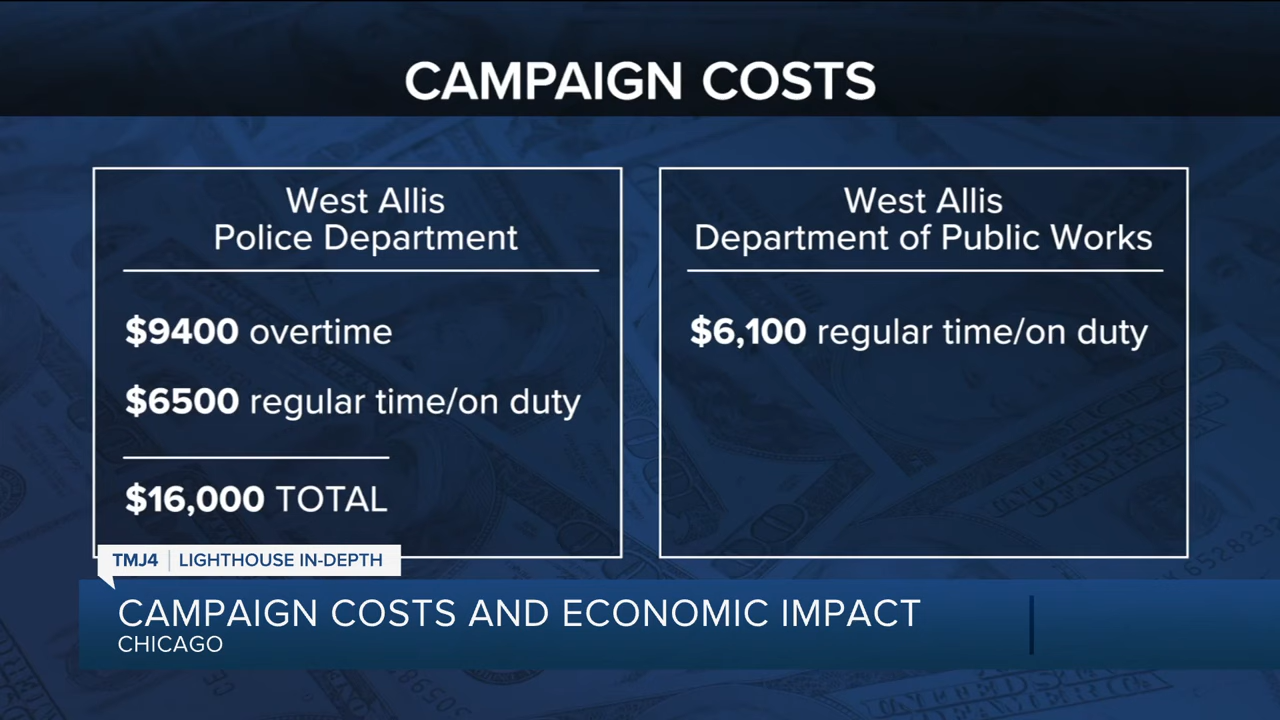 CAMPAIGN COSTS
West Allis
Police Department
$9400 overtime
$6500 regular time/on duty
$16,000 TOTAL
West Allis
Department of Public Works
$6,100 regular time/on duty
TMJ4 | LIGHTHOUSE IN-DEPTH
CAMPAIGN COSTS AND ECONOMIC IMPACT
CHICAGO